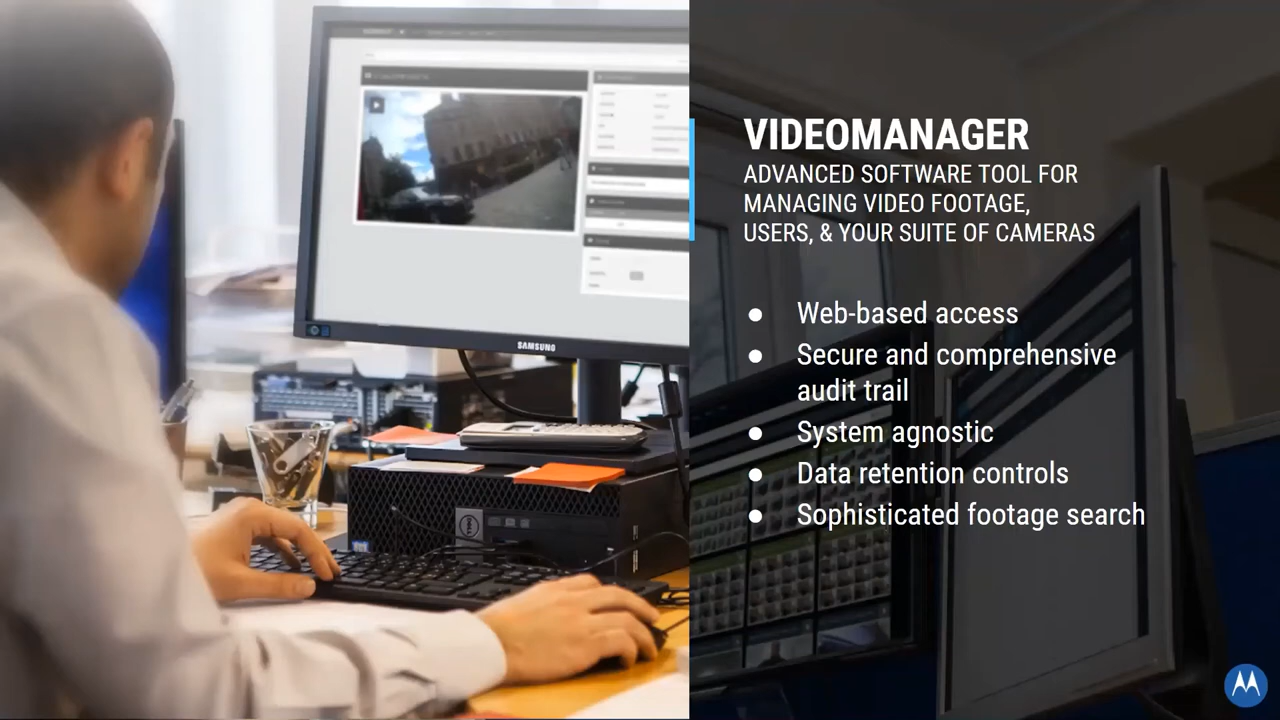 VIDEOMANAGER
ADVANCED SOFTWARE TOOL FOR
MANAGING VIDEO FOOTAGE,
USERS, & YOUR SUITE OF CAMERAS
● Web-based access
● Secure and comprehensive
audit trail
● System agnostic
● Data retention controls
● Sophisticated footage search
SAMSUNG
DELL